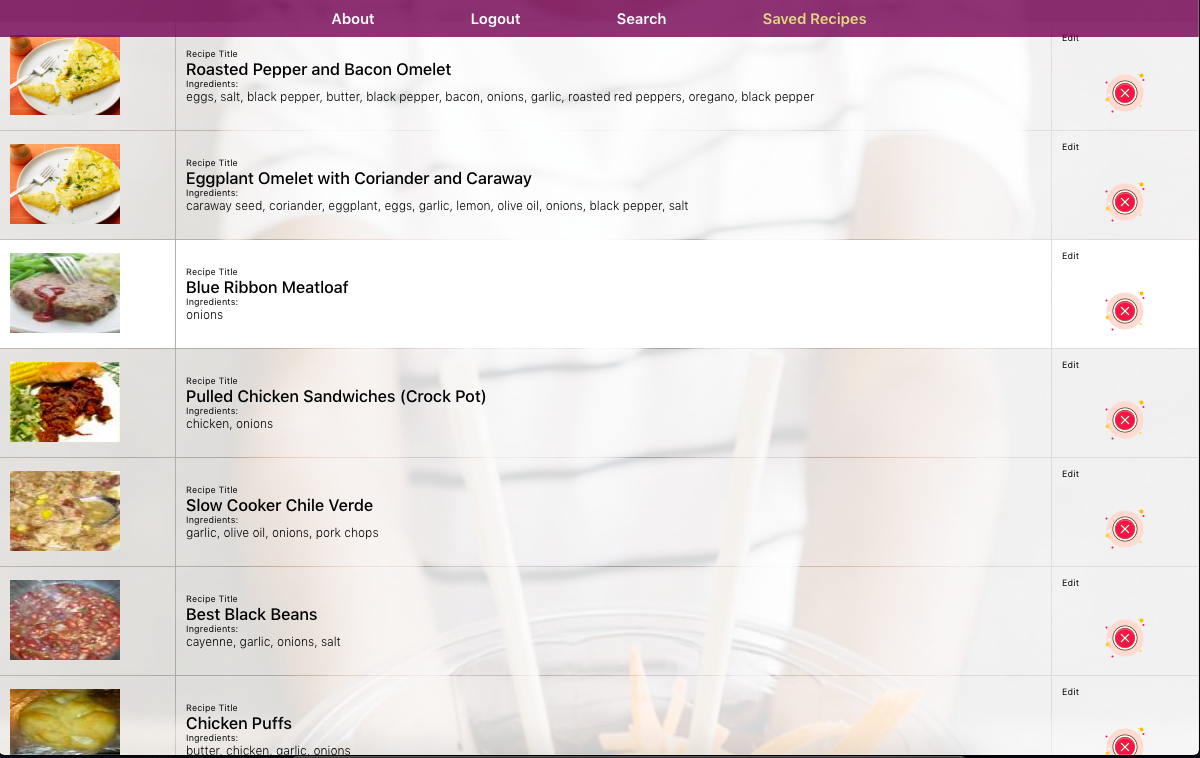 About Logout Search Saved Recipes
Edit
Recipe Title
Roasted Pepper and Bacon Omelet
Ingredients:
eggs, salt, black pepper, butter, black pepper, bacon, onions, garlic, roasted red peppers, oregano, black pepper
Edit
Recipe Title
Eggplant Omelet with Coriander and Caraway
Ingredients:
caraway seed, coriander, eggplant, eggs, garlic, lemon, olive oil, onions, black pepper, salt
Edit
Recipe Title
Blue Ribbon Meatloaf
Ingredients:
onions
Edit
Recipe Title
Pulled Chicken Sandwiches (Crock Pot)
Ingredients:
chicken, onions
Edit
Recipe Title
Slow Cooker Chile Verde
Ingredients:
garlic, olive oil, onions, pork chops
Edit
Recipe Title
Best Black Beans
Ingredients:
cayenne, garlic, onions, salt
Edit
Recipe Title
Chicken Puffs
Ingredients:
butter, chicken, garlic, onions